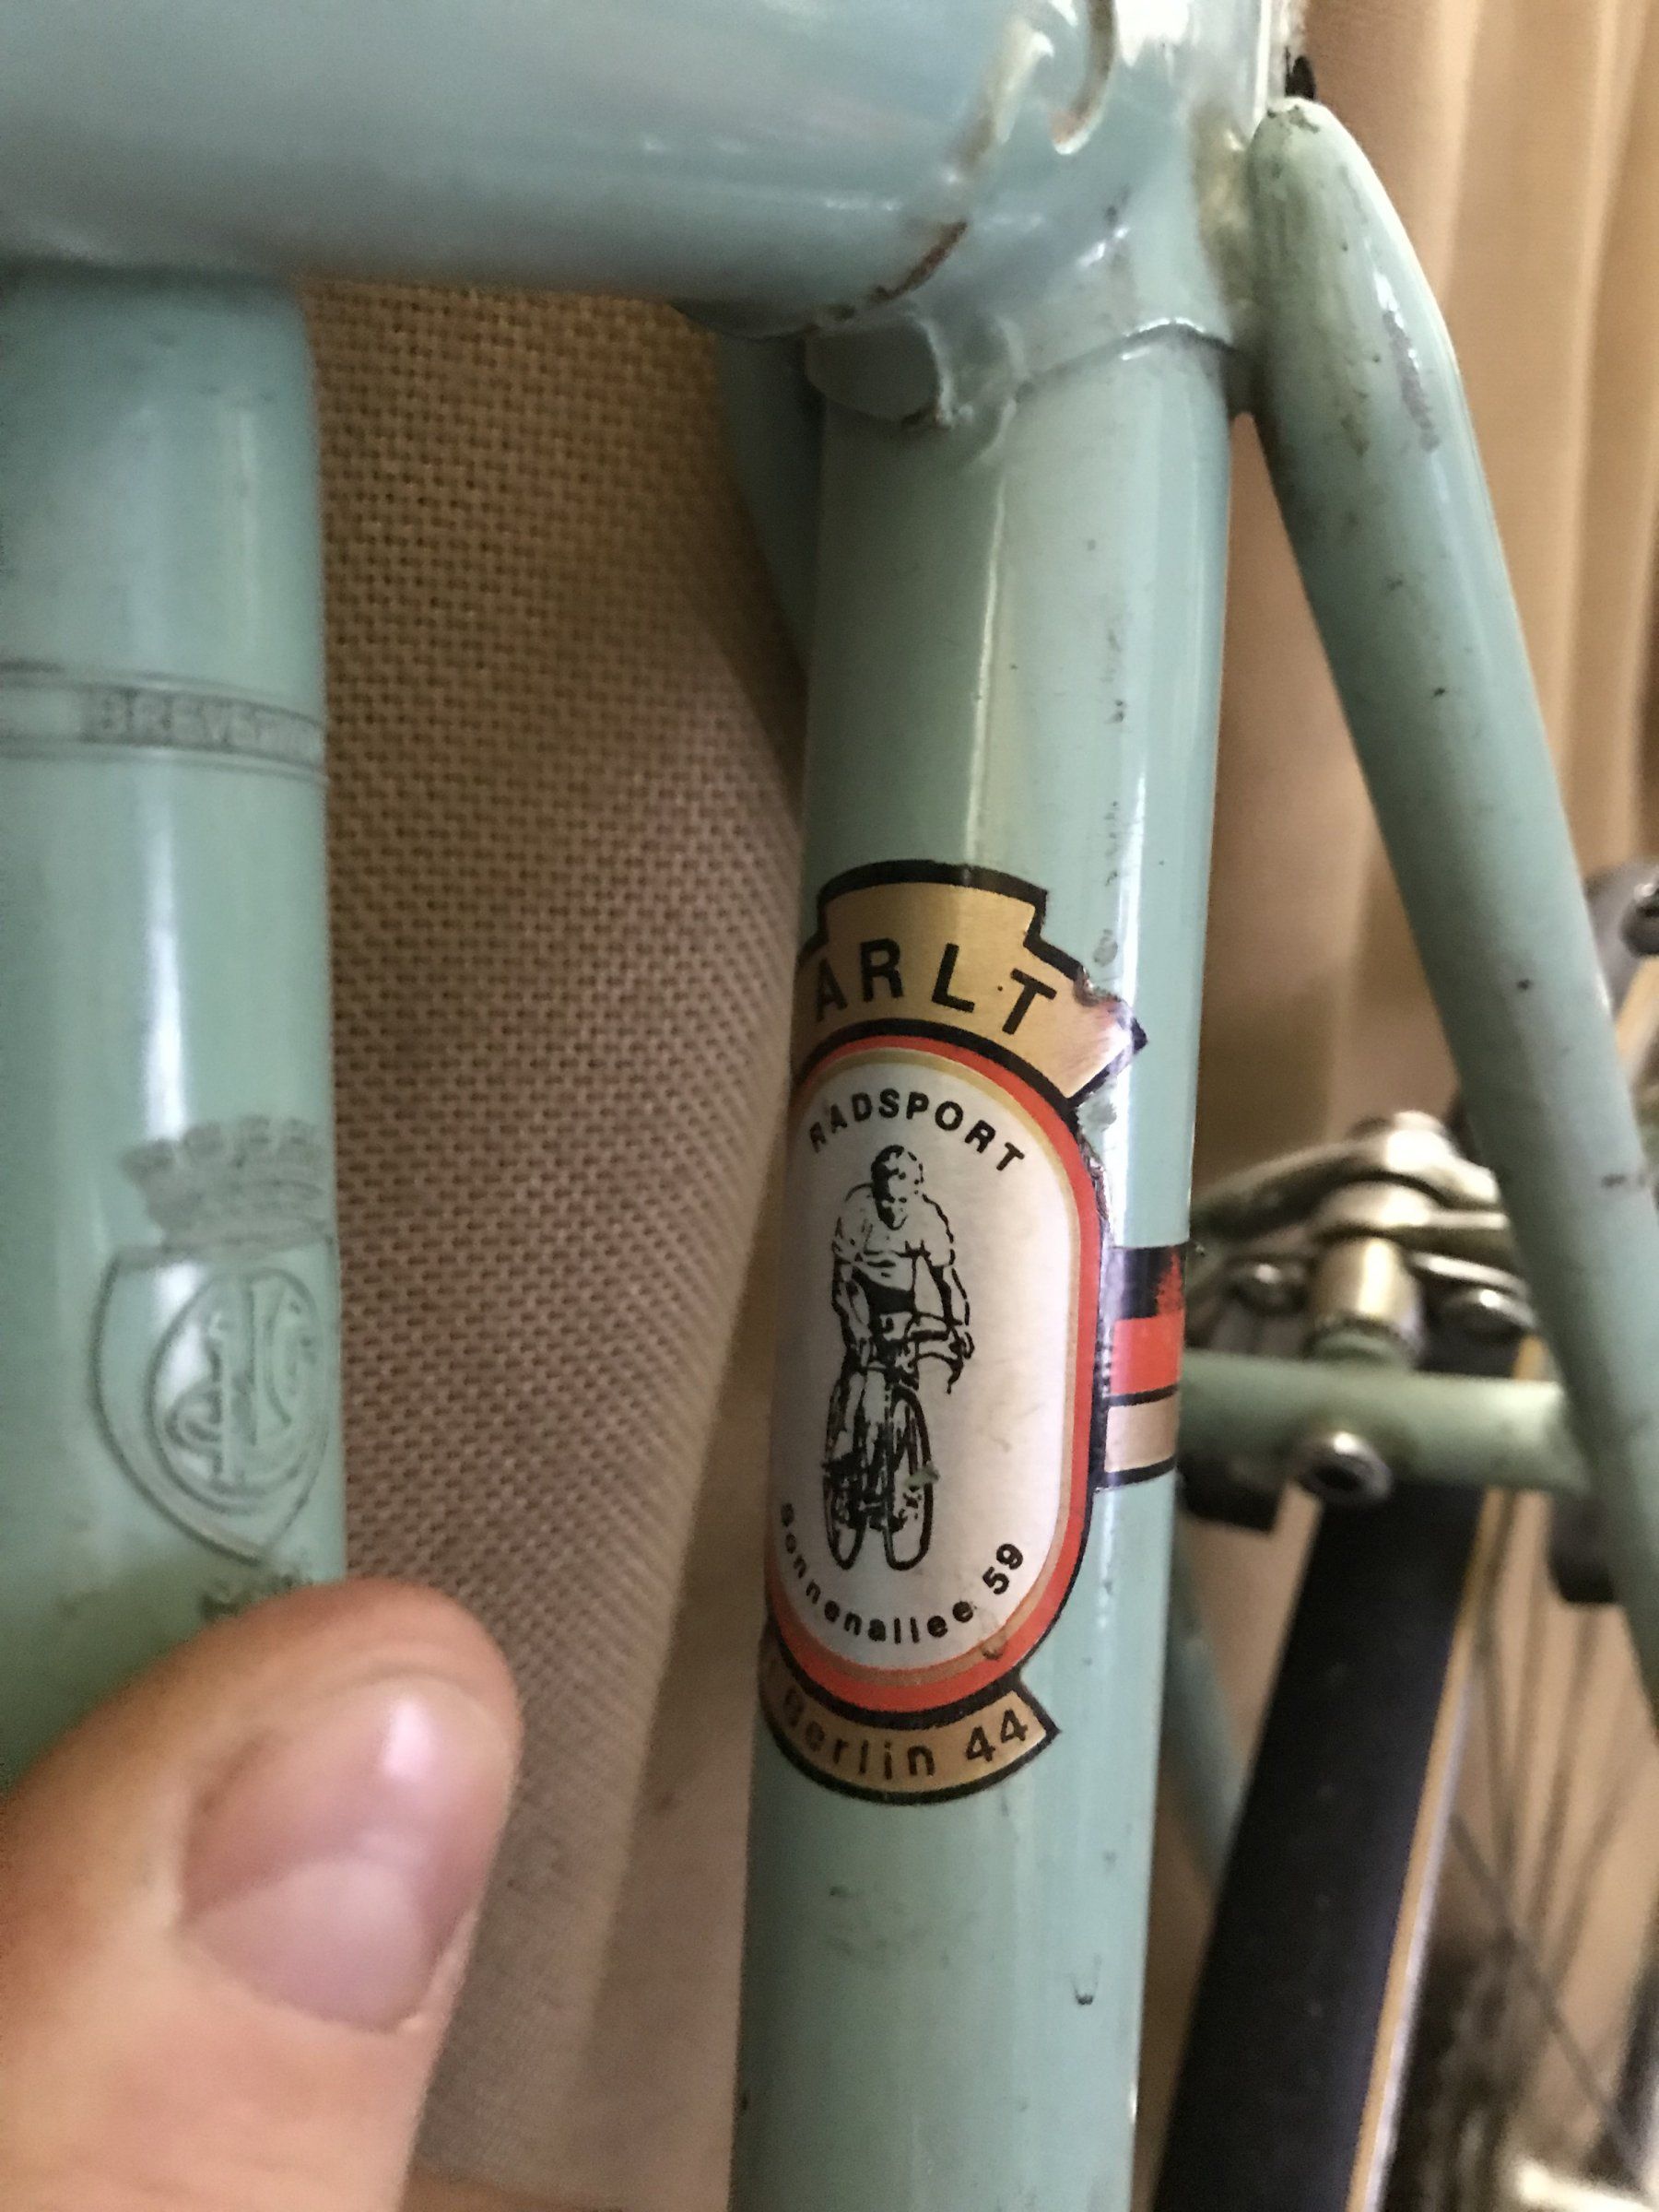 ARLT
RADSPORT
Sonnenallee 59
Berlin 44